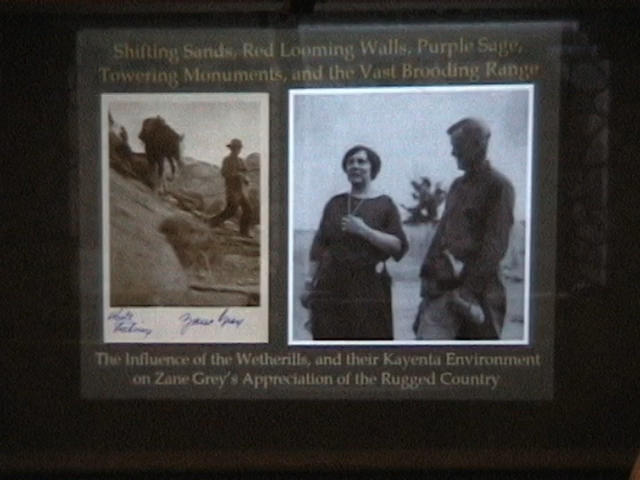 Shifting Sands, Red Looming Walls, Purple Sage,
Towering Monuments, and the Vast Brooding Range
Zane Grey
The Influence of the Wetherills, and their Kayenta Environment
on Zane Grey's Appreciation of the Rugged Country